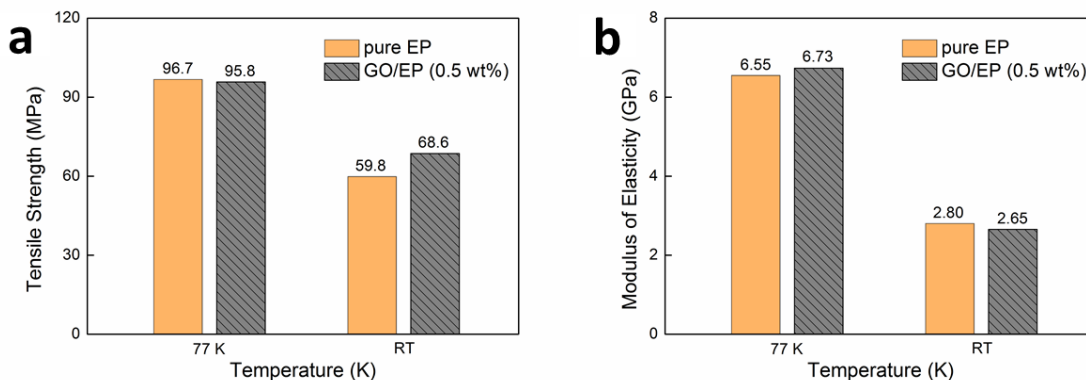 a
120
90
60
30
0
Tensile Strength (MPa)
pure EP
GO/EP (0.5 wt%)
96.7
95.8
59.8
68.6
77 K
RT
Temperature (K)
b
8
6
4
2
0
Modulus of Elasticity (GPa)
pure EP
GO/EP (0.5 wt%)
6.55
6.73
2.80
2.65
77 K
RT
Temperature (K)